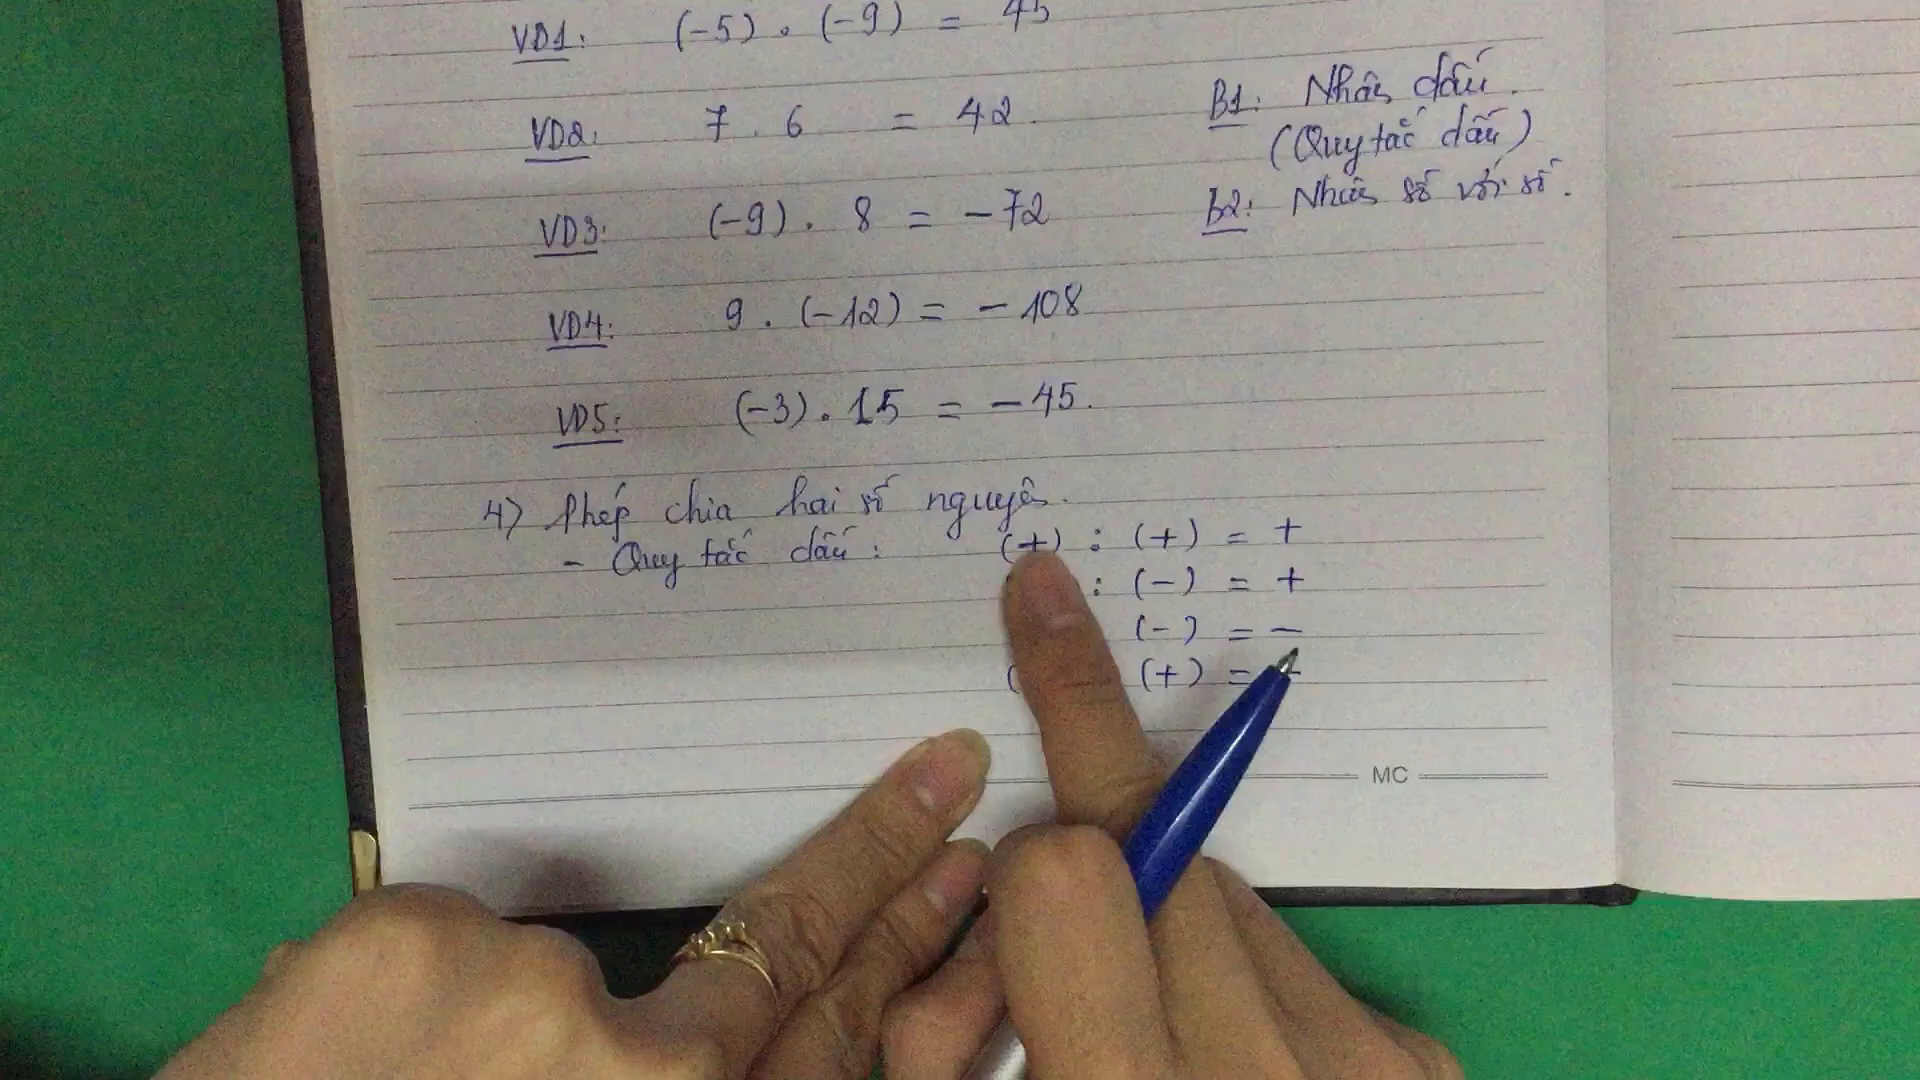 VD1: (-5) . (-9) = 45
VD2: 7 . 6 = 42.
B1: Nhân dấu.
(Quy tắc dấu)
VD3: (-9) . 8 = -72
B2: Nhân số với số.
VD4: 9 . (-12) = -108
VD5: (-3) . 15 = -45.
4) Phép chia hai số nguyên.
- Quy tắc dấu: (+) : (+) = +
: (-) = +
(-) = -
( (+) = -
MC